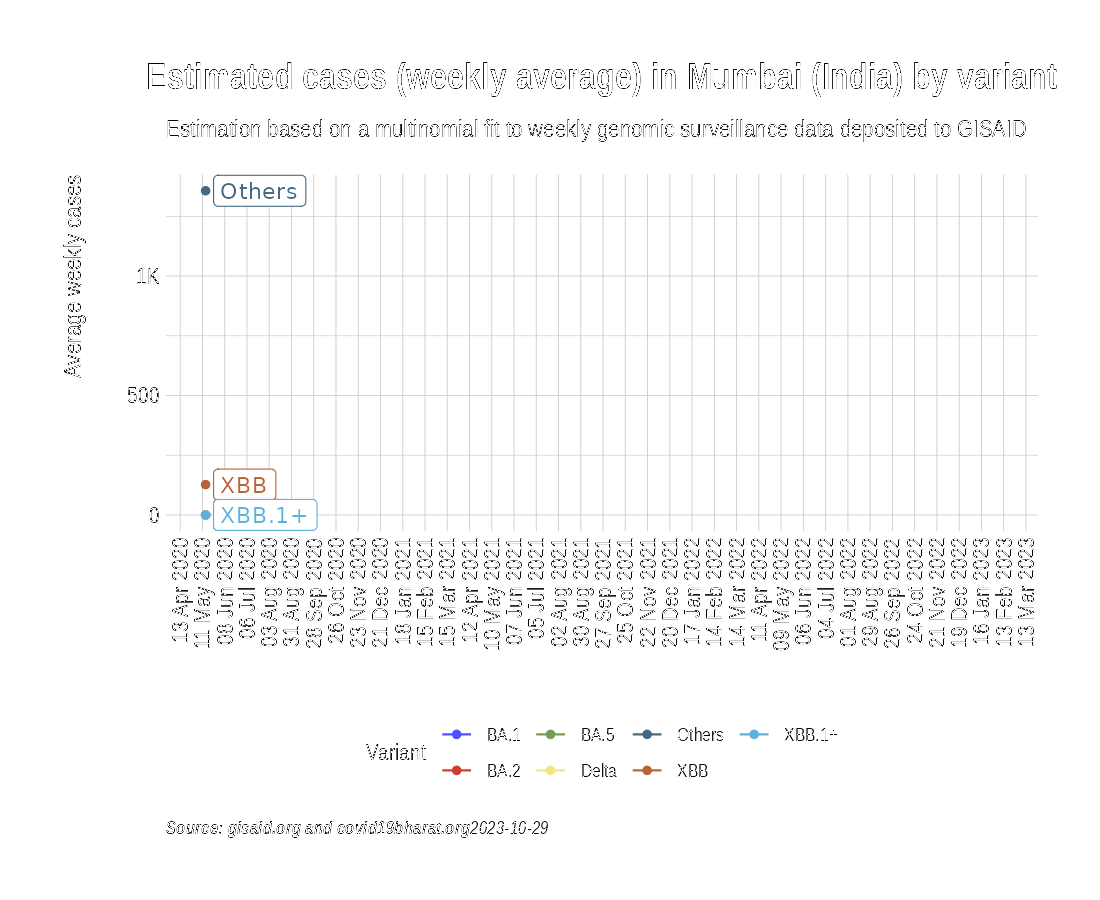 Estimated cases (weekly average) in Mumbai (India) by variant
Estimation based on a multinomial fit to weekly genomic surveillance data deposited to GISAID
Average weekly cases
Others
1K
500
XBB
0
XBB.1+
13 Apr 2020
11 May 2020
08 Jun 2020
06 Jul 2020
03 Aug 2020
31 Aug 2020
28 Sep 2020
26 Oct 2020
23 Nov 2020
21 Dec 2020
18 Jan 2021
15 Feb 2021
15 Mar 2021
12 Apr 2021
10 May 2021
07 Jun 2021
05 Jul 2021
02 Aug 2021
30 Aug 2021
27 Sep 2021
25 Oct 2021
22 Nov 2021
20 Dec 2021
17 Jan 2022
14 Feb 2022
14 Mar 2022
11 Apr 2022
09 May 2022
06 Jun 2022
04 Jul 2022
01 Aug 2022
29 Aug 2022
26 Sep 2022
24 Oct 2022
21 Nov 2022
19 Dec 2022
16 Jan 2023
13 Feb 2023
13 Mar 2023
Variant
BA.1
BA.5
Others
XBB.1+
BA.2
Delta
XBB
Source: gisaid.org and covid19bharat.org2023-10-29